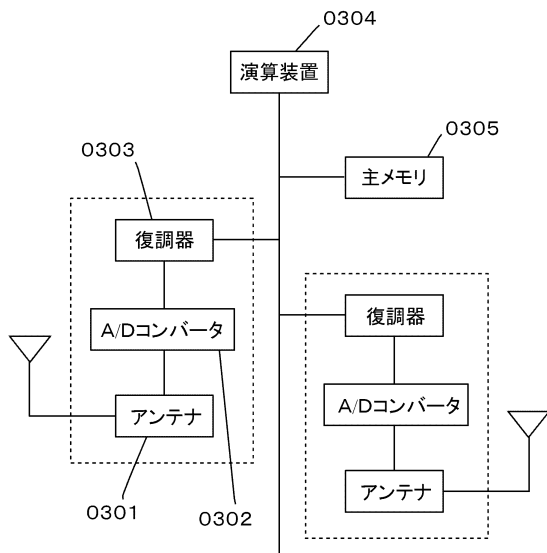 0304
演算装置
0305
主メモリ
0303
復調器
A/Dコンバータ
アンテナ
0301
0302
復調器
A/Dコンバータ
アンテナ